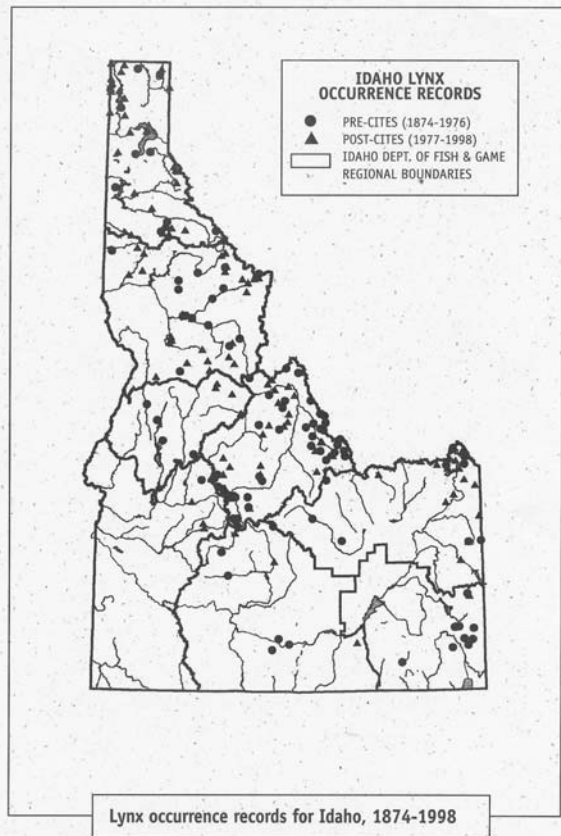 IDAHO LYNX
OCCURRENCE RECORDS
PRE-CITES (1874-1976)
POST-CITES (1977-1998)
IDAHO DEPT. OF FISH & GAME
REGIONAL BOUNDARIES
Lynx occurrence records for Idaho, 1874-1998